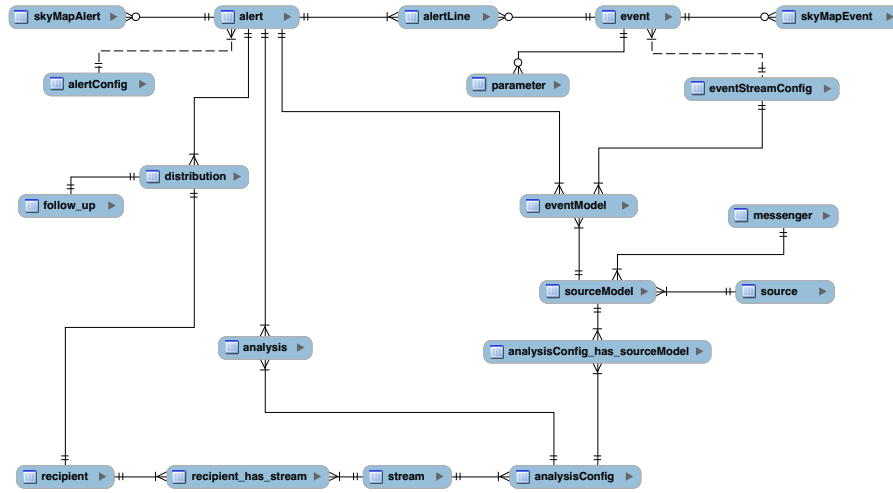 skyMapAlert
alert
alertLine
event
skyMapEvent
alertConfig
parameter
eventStreamConfig
distribution
follow_up
eventModel
messenger
sourceModel
source
analysis
analysisConfig_has_sourceModel
recipient
recipient_has_stream
stream
analysisConfig